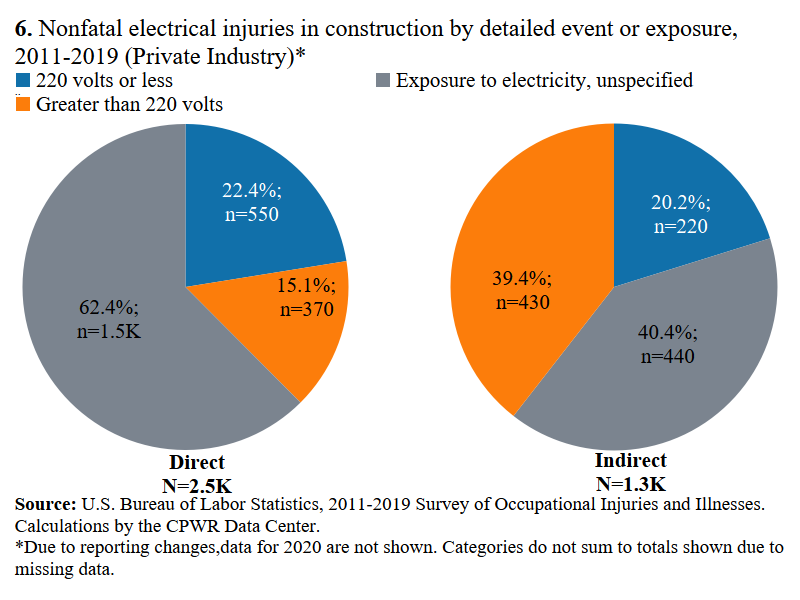 6. Nonfatal electrical injuries in construction by detailed event or exposure,
2011-2019 (Private Industry)*
220 volts or less
Exposure to electricity, unspecified
Greater than 220 volts
22.4%;
n=550
15.1%;
n=370
62.4%;
n=1.5K
Direct
N=2.5K
20.2%;
n=220
39.4%;
n=430
40.4%;
n=440
Indirect
N=1.3K
Source: U.S. Bureau of Labor Statistics, 2011-2019 Survey of Occupational Injuries and Illnesses.
Calculations by the CPWR Data Center.
*Due to reporting changes,data for 2020 are not shown. Categories do not sum to totals shown due to
missing data.